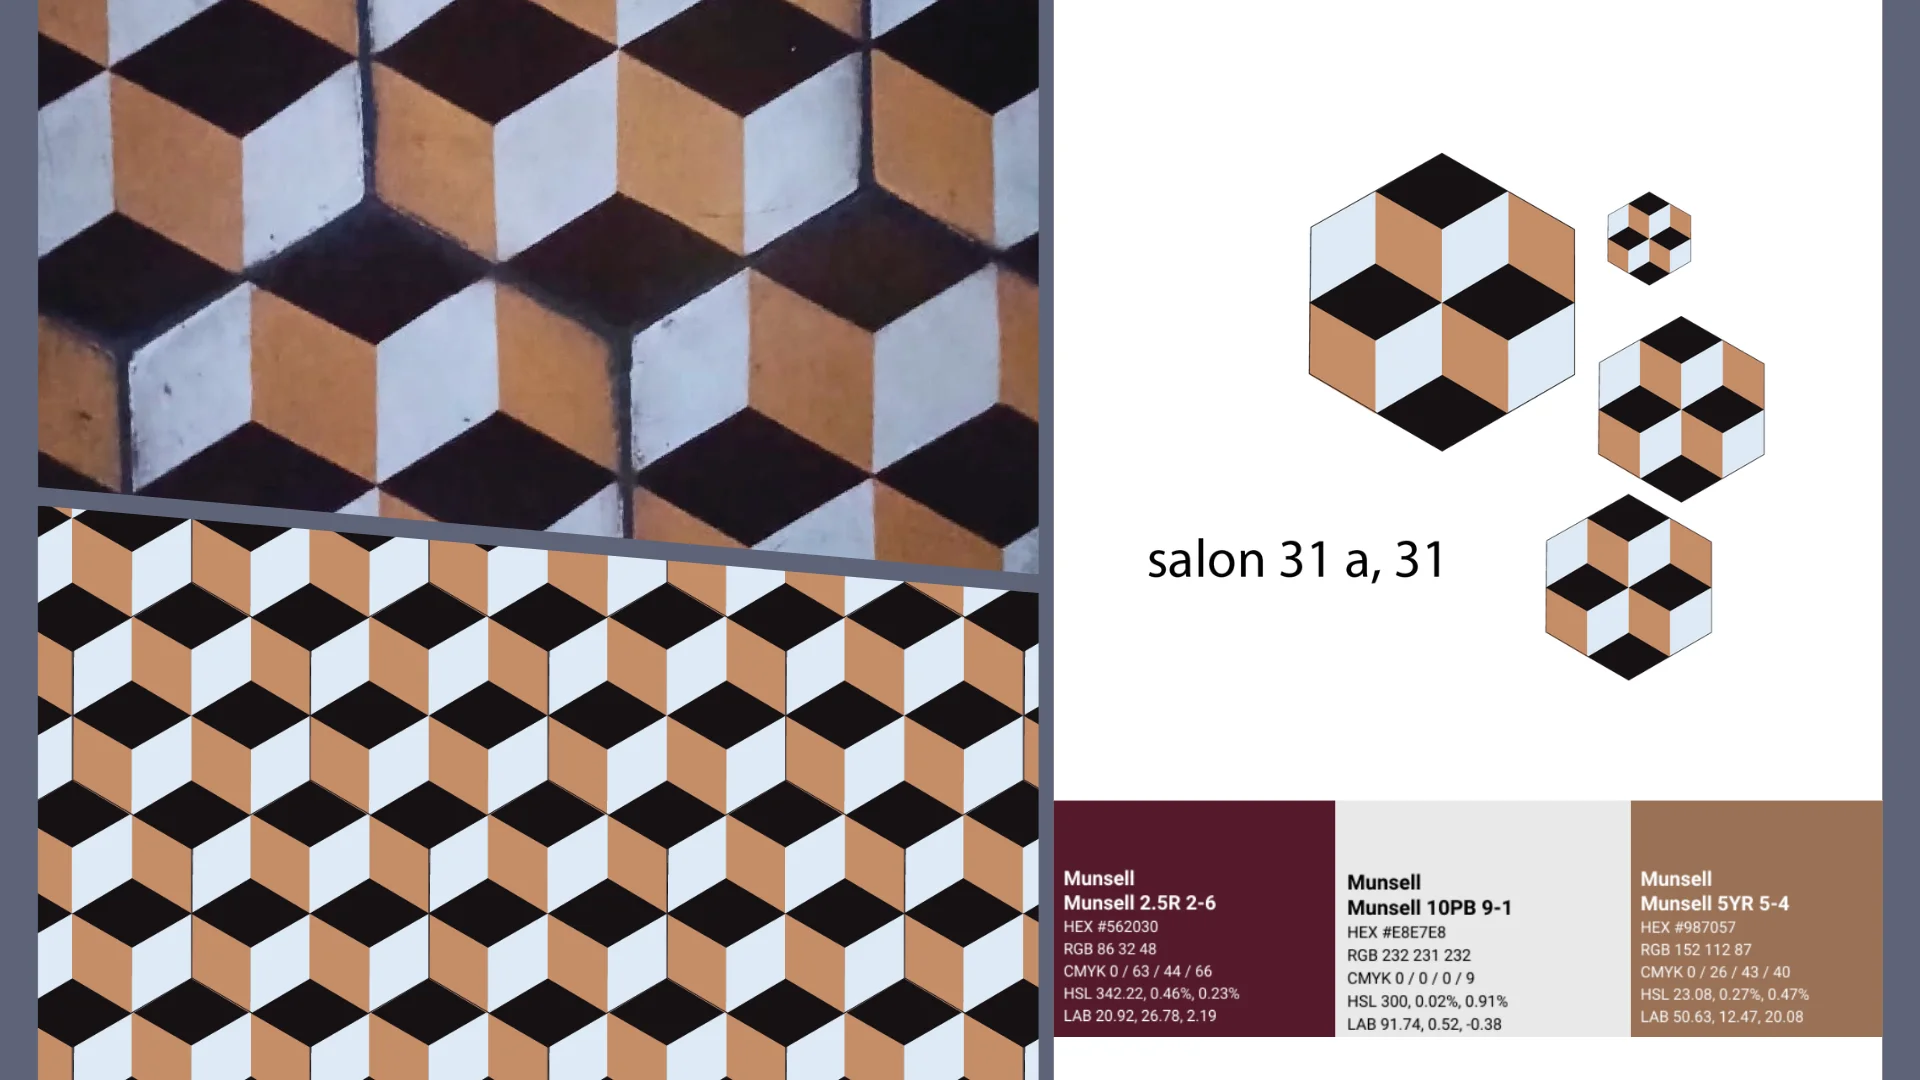 salon 31 a, 31
Munsell
Munsell 2.5R 2-6
HEX #562030
RGB 86 32 48
CMYK 0 / 63 / 44 / 66
HSL 342.22, 0.46%, 0.23%
LAB 20.92, 26.78, 2.19
Munsell
Munsell 10PB 9-1
HEX #E8E7E8
RGB 232 231 232
CMYK 0 / 0 / 0 / 9
HSL 300, 0.02%, 0.91%
LAB 91.74, 0.52, -0.38
Munsell
Munsell 5YR 5-4
HEX #987057
RGB 152 112 87
CMYK 0 / 26 / 43 / 40
HSL 23.08, 0.27%, 0.47%
LAB 50.63, 12.47, 20.08